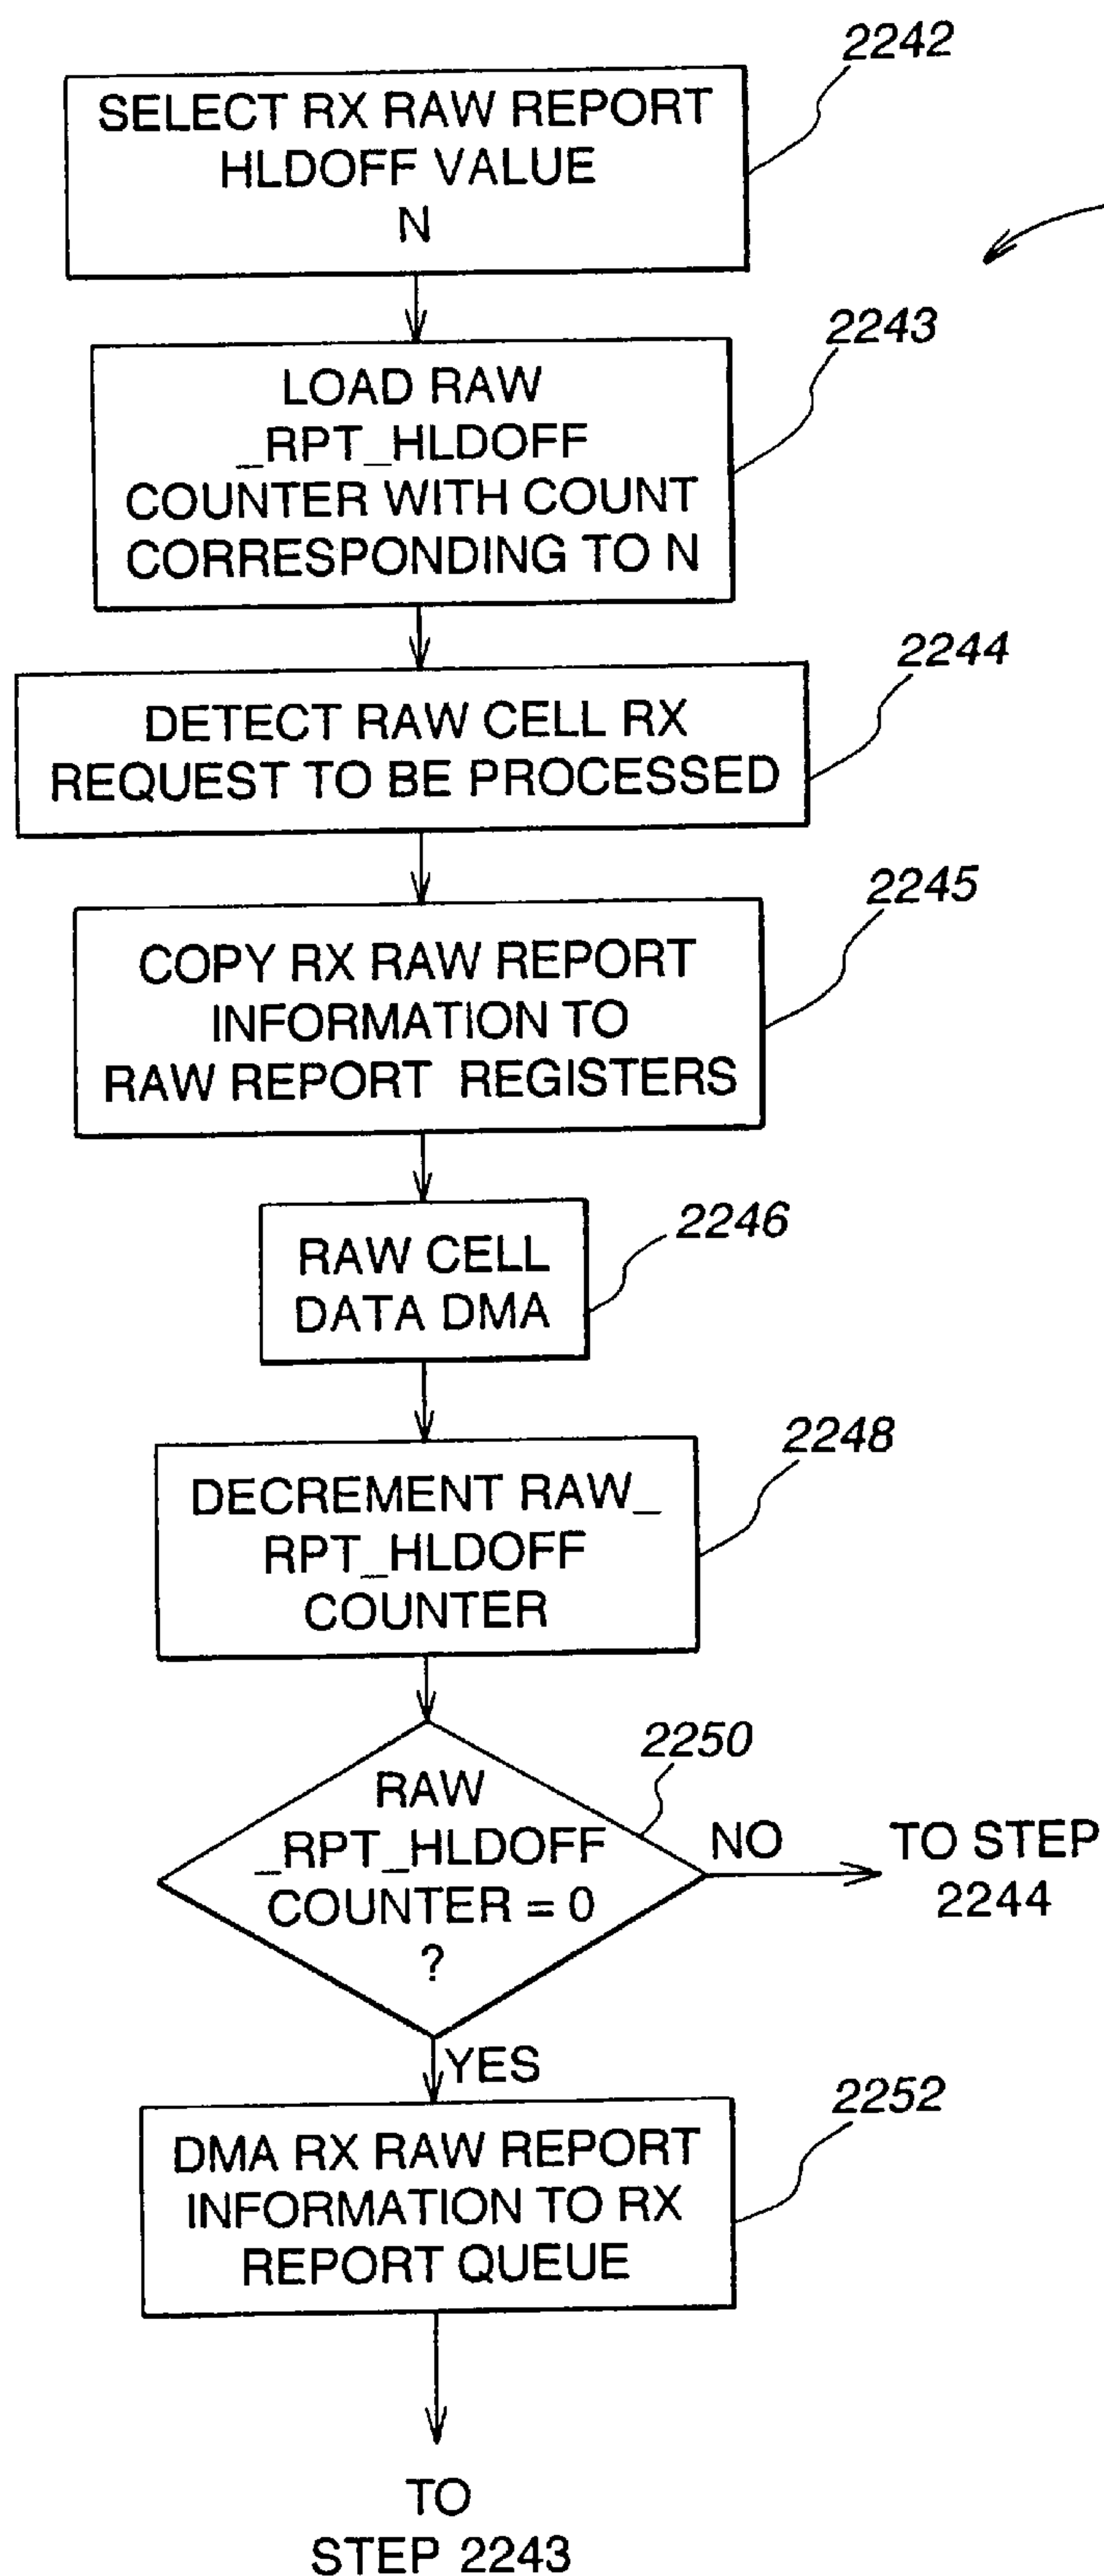 2242
SELECT RX RAW REPORT
HLDOFF VALUE
N
2243
LOAD RAW
_RPT_HLDOFF
COUNTER WITH COUNT
CORRESPONDING TO N
2244
DETECT RAW CELL RX
REQUEST TO BE PROCESSED
2245
COPY RX RAW REPORT
INFORMATION TO
RAW REPORT REGISTERS
2246
RAW CELL
DATA DMA
2248
DECREMENT RAW_
RPT_HLDOFF
COUNTER
2250
RAW
_RPT_HLDOFF
COUNTER = 0
?
NO
TO STEP
2244
YES
2252
DMA RX RAW REPORT
INFORMATION TO RX
REPORT QUEUE
TO
STEP 2243